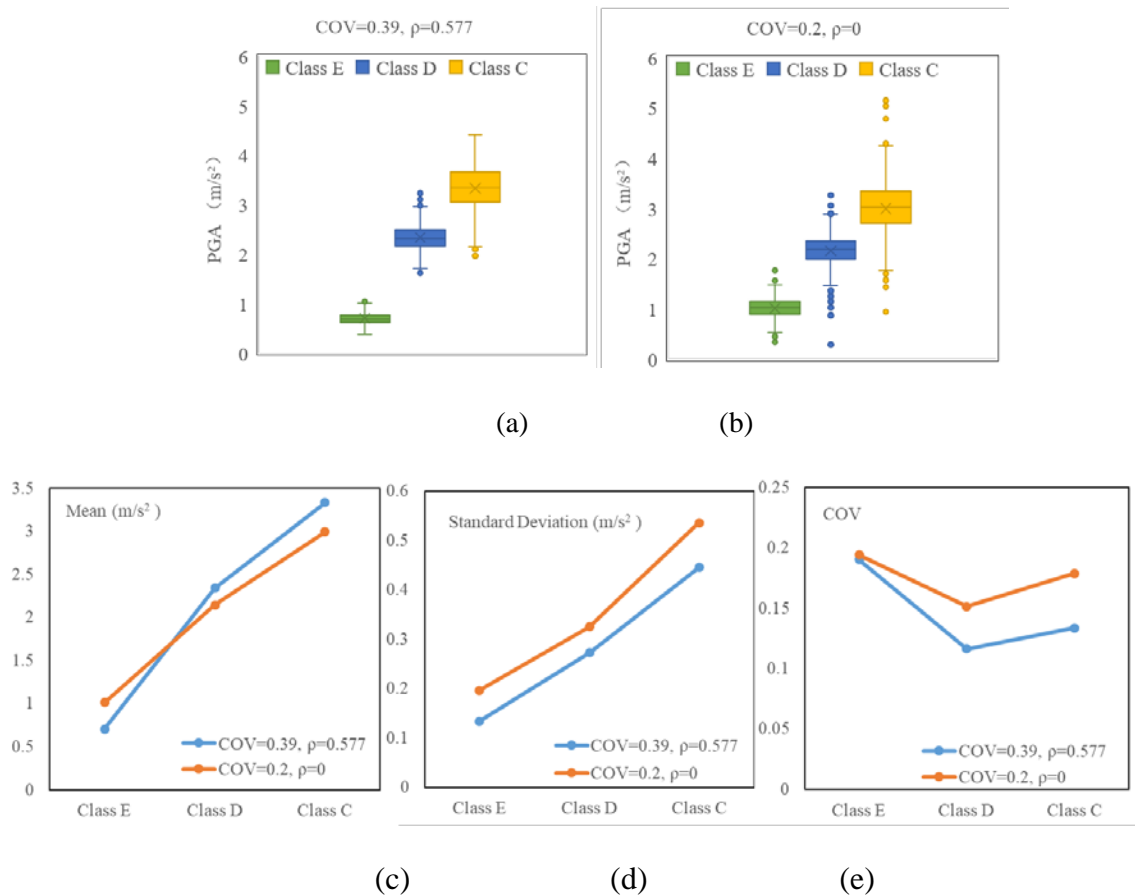 COV=0.39, ρ=0.577
6
5
4
3
2
1
0
PGA （m/s²）
Class E Class D Class C
COV=0.2, ρ=0
6
5
4
3
2
1
0
PGA （m/s²）
Class E Class D Class C
(a)
(b)
3.5
3
2.5
2
1.5
1
0.5
0
Mean (m/s² )
COV=0.39, ρ=0.577
COV=0.2, ρ=0
Class E Class D Class C
0.6
0.5
0.4
0.3
0.2
0.1
0
Standard Deviation (m/s² )
COV=0.39, ρ=0.577
COV=0.2, ρ=0
Class E Class D Class C
0.25
0.2
0.15
0.1
0.05
0
COV
COV=0.39, ρ=0.577
COV=0.2, ρ=0
Class E Class D Class C
(c)
(d)
(e)